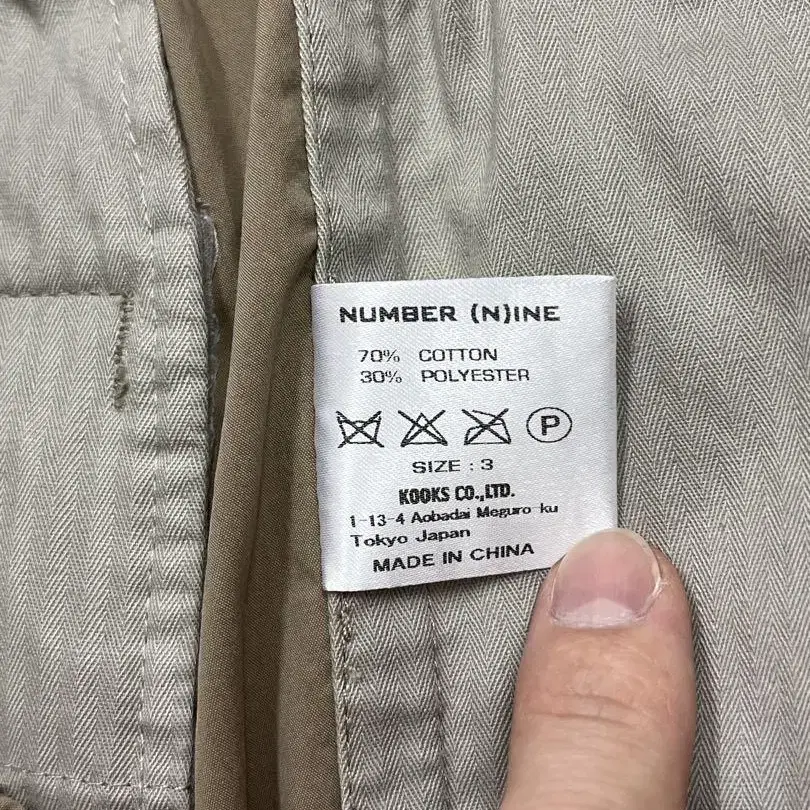 NUMBER (N)INE
70% COTTON
30% POLYESTER
P
SIZE : 3
KOOKS CO.,LTD.
1-13-4 Aobadai Meguro ku
Tokyo Japan
MADE IN CHINA